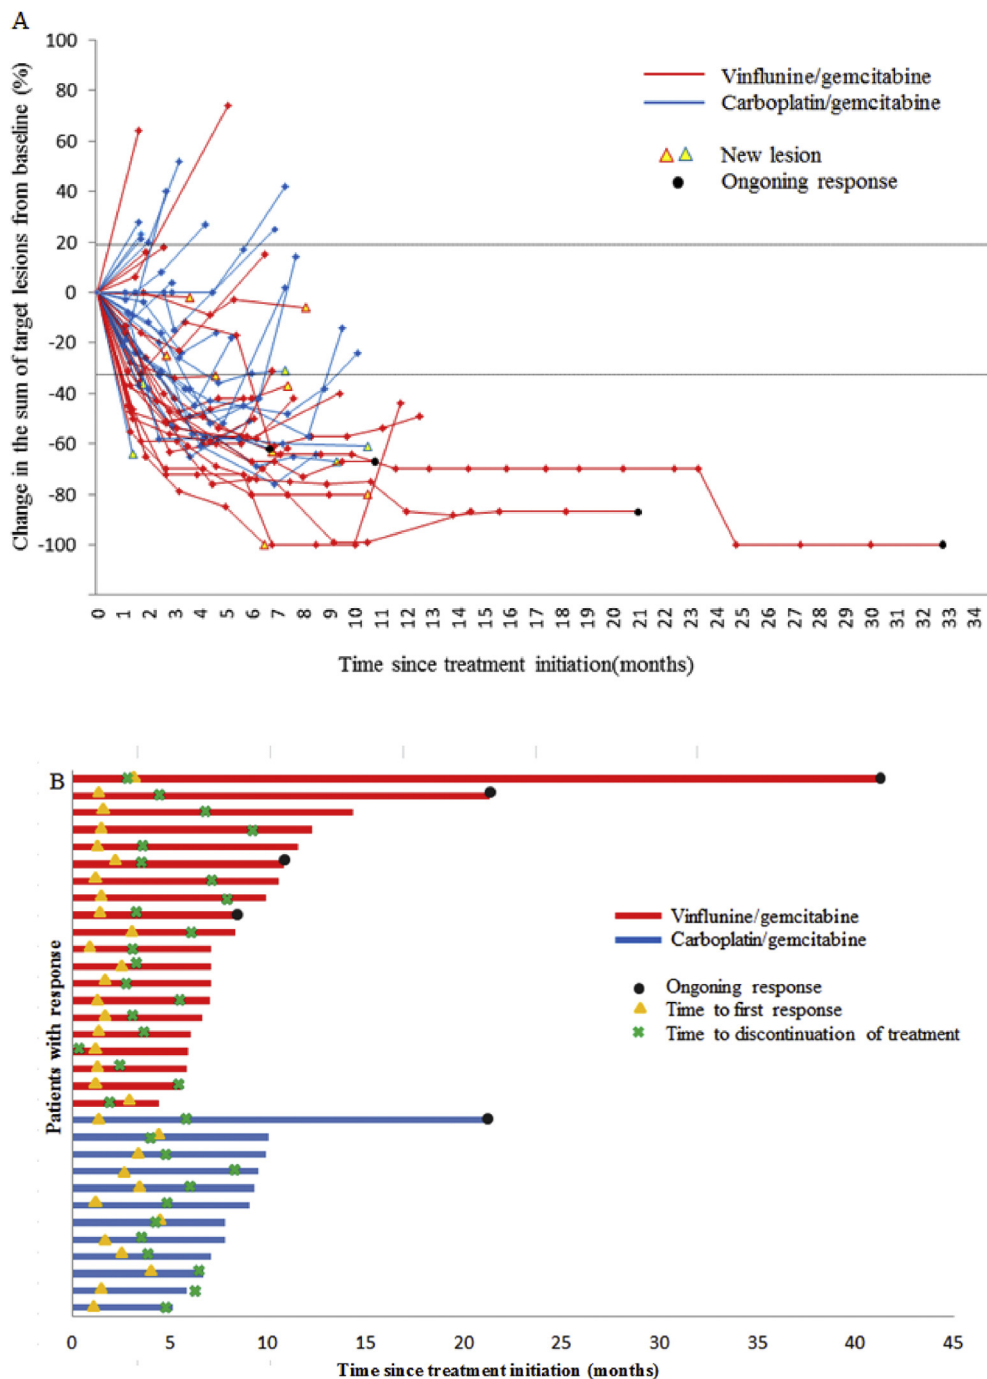 A
Change in the sum of target lesions from baseline (%)
100
80
60
40
20
0
-20
-40
-60
-80
-100
Vinflunine/gemcitabine
Carboplatin/gemcitabine
New lesion
Ongoning response
0 1 2 3 4 5 6 7 8 9 10 11 12 13 14 15 16 17 18 19 20 21 22 23 24 25 26 27 28 29 30 31 32 33 34
Time since treatment initiation(months)
B
Patients with response
Vinflunine/gemcitabine
Carboplatin/gemcitabine
Ongoning response
Time to first response
Time to discontinuation of treatment
0 5 10 15 20 25 30 35 40 45
Time since treatment initiation (months)